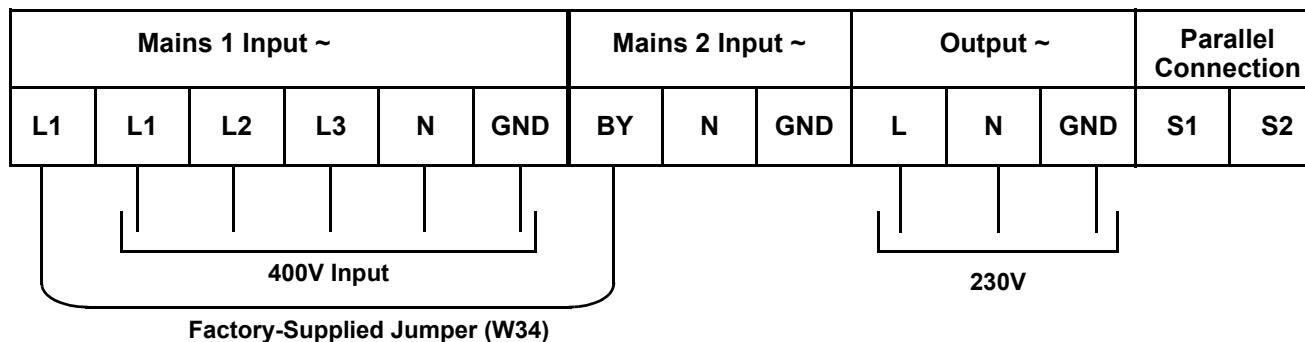 Mains 1 Input ~ Mains 2 Input ~ Output ~ Parallel
Connection
L1 L1 L2 L3 N GND BY N GND L N GND S1 S2
400V Input
230V
Factory-Supplied Jumper (W34)